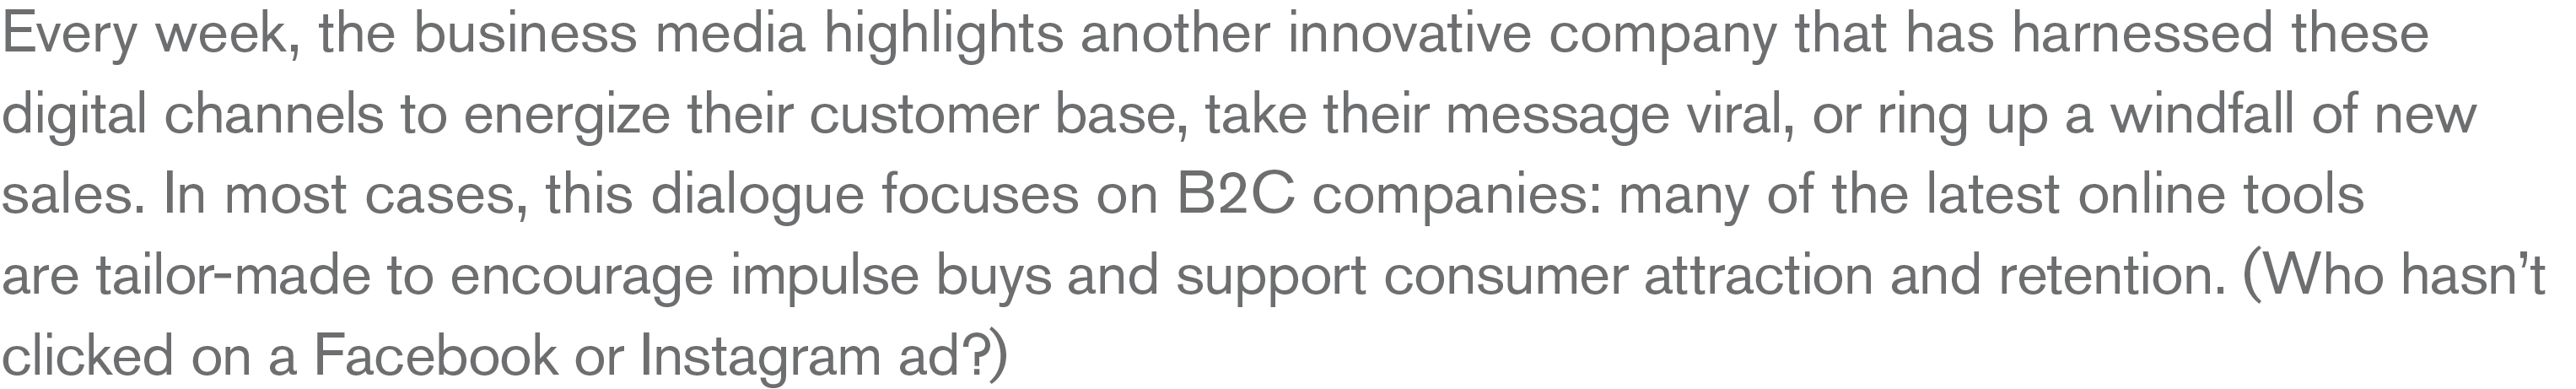 Every week, the business media highlights another innovative company that has harnessed these
digital channels to energize their customer base, take their message viral, or ring up a windfall of new
sales. In most cases, this dialogue focuses on B2C companies: many of the latest online tools
are tailor-made to encourage impulse buys and support consumer attraction and retention. (Who hasn’t
clicked on a Facebook or Instagram ad?)